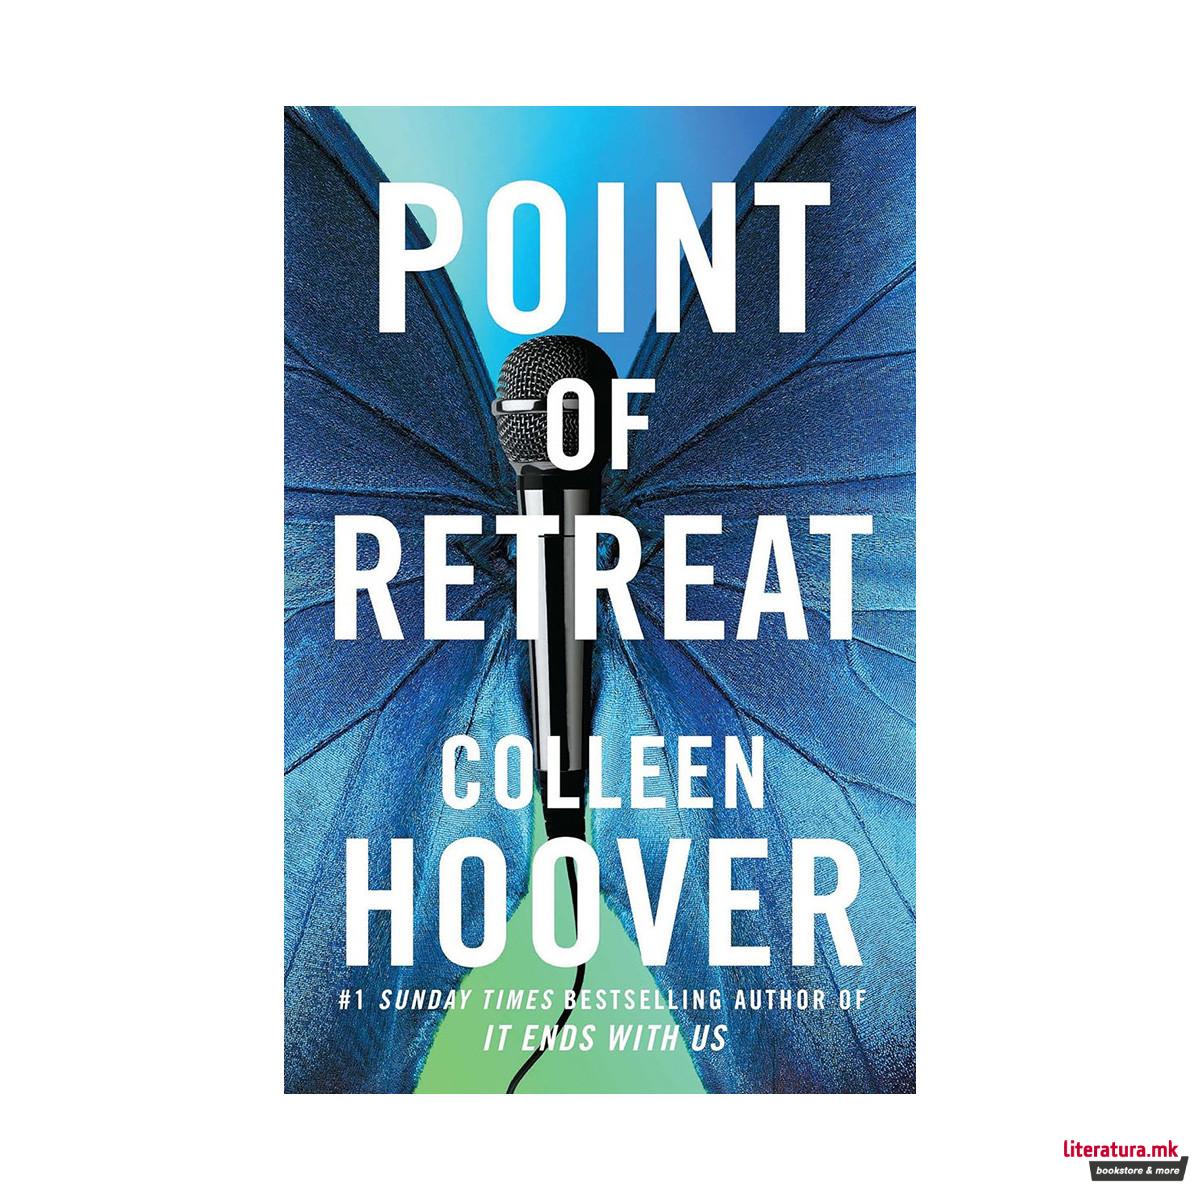 POINT
OF
RETREAT
COLLEEN
HOOVER
#1 SUNDAY TIMES BESTSELLING AUTHOR OF
IT ENDS WITH US
literatura.mk
bookstore & more